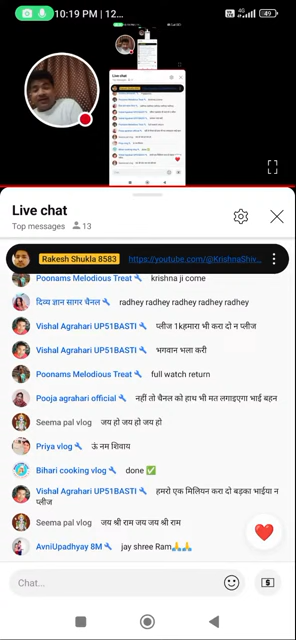 10:19 PM | 12...
4G
49
Live chat
Top messages 13
Rakesh Shukla 8583 https://youtube.com/@KrishnaShiv...
Poonams Melodious Treat krishna ji come
दिव्य ज्ञान सागर चैनल radhey radhey radhey radhey radhey
Vishal Agrahari UP51BASTI प्लीज 1kहमारा भी करा दो न प्लीज
Vishal Agrahari UP51BASTI भगवान भला करी
Poonams Melodious Treat full watch return
Pooja agrahari official नहीं तो चैनल को हाथ भी मत लगाइएगा भाई बहन
Seema pal vlog जय हो जय हो जय हो
Priya vlog ऊं नम शिवाय
Bihari cooking vlog done ✅
Vishal Agrahari UP51BASTI हमरो एक मिलियन करा दो बड़का भाईया न
प्लीज
Seema pal vlog जय श्री राम जय जय श्री राम
AvniUpadhyay 8M jay shree Ram🙏🙏
Chat...